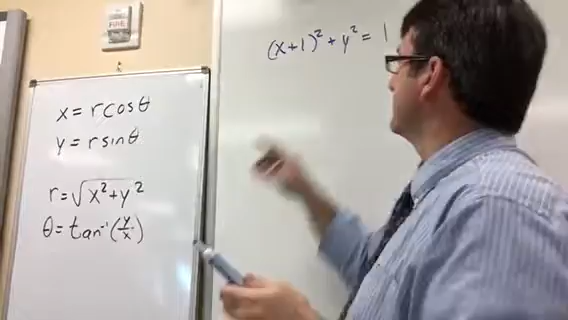 x = r cos θ
y = r sin θ
r = √x² + y²
θ = tan⁻¹(y/x)
(x+1)² + y² = 1